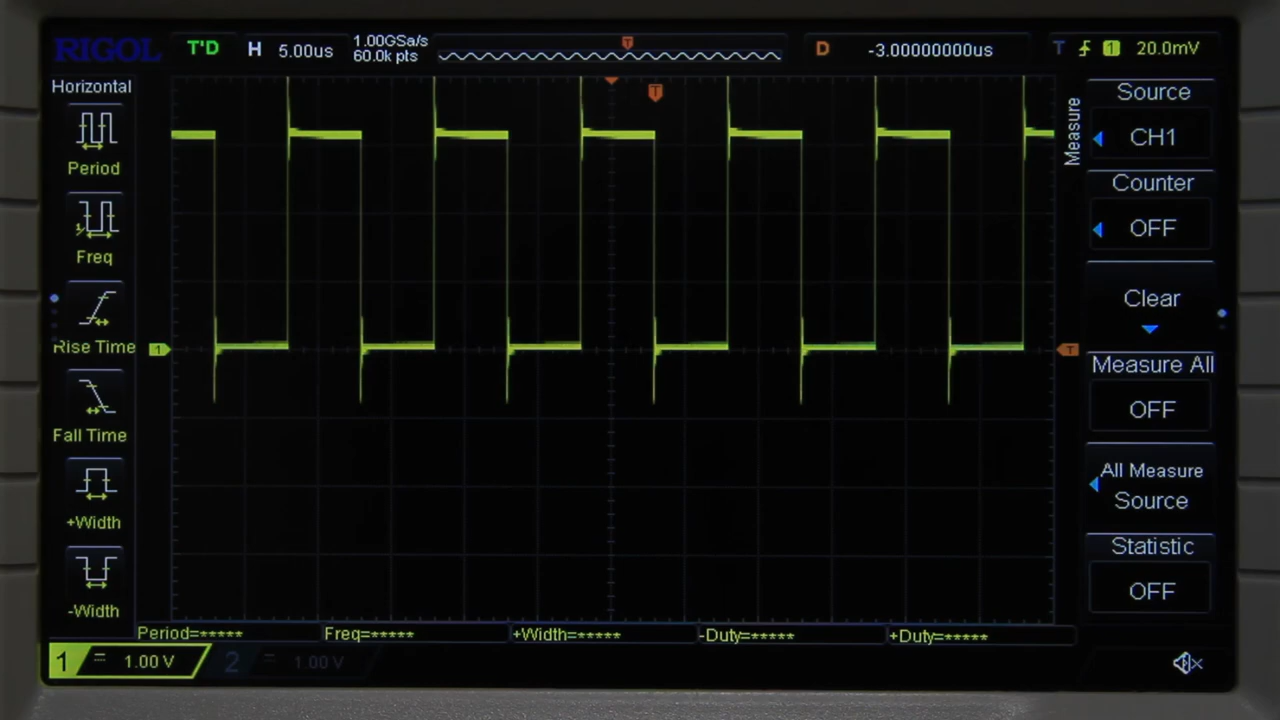 RIGOL T'D H 5.00us 1.00GSa/s 60.0k pts T D -3.00000000us T 1 20.0mV
Horizontal
Period
Freq
Rise Time
Fall Time
+Width
-Width
T
1
T
Measure
Source
CH1
Counter
OFF
Clear
Measure All
OFF
All Measure
Source
Statistic
OFF
Period=***** Freq=***** +Width=***** -Duty=***** +Duty=*****
1 = 1.00 V 2 = 1.00 V